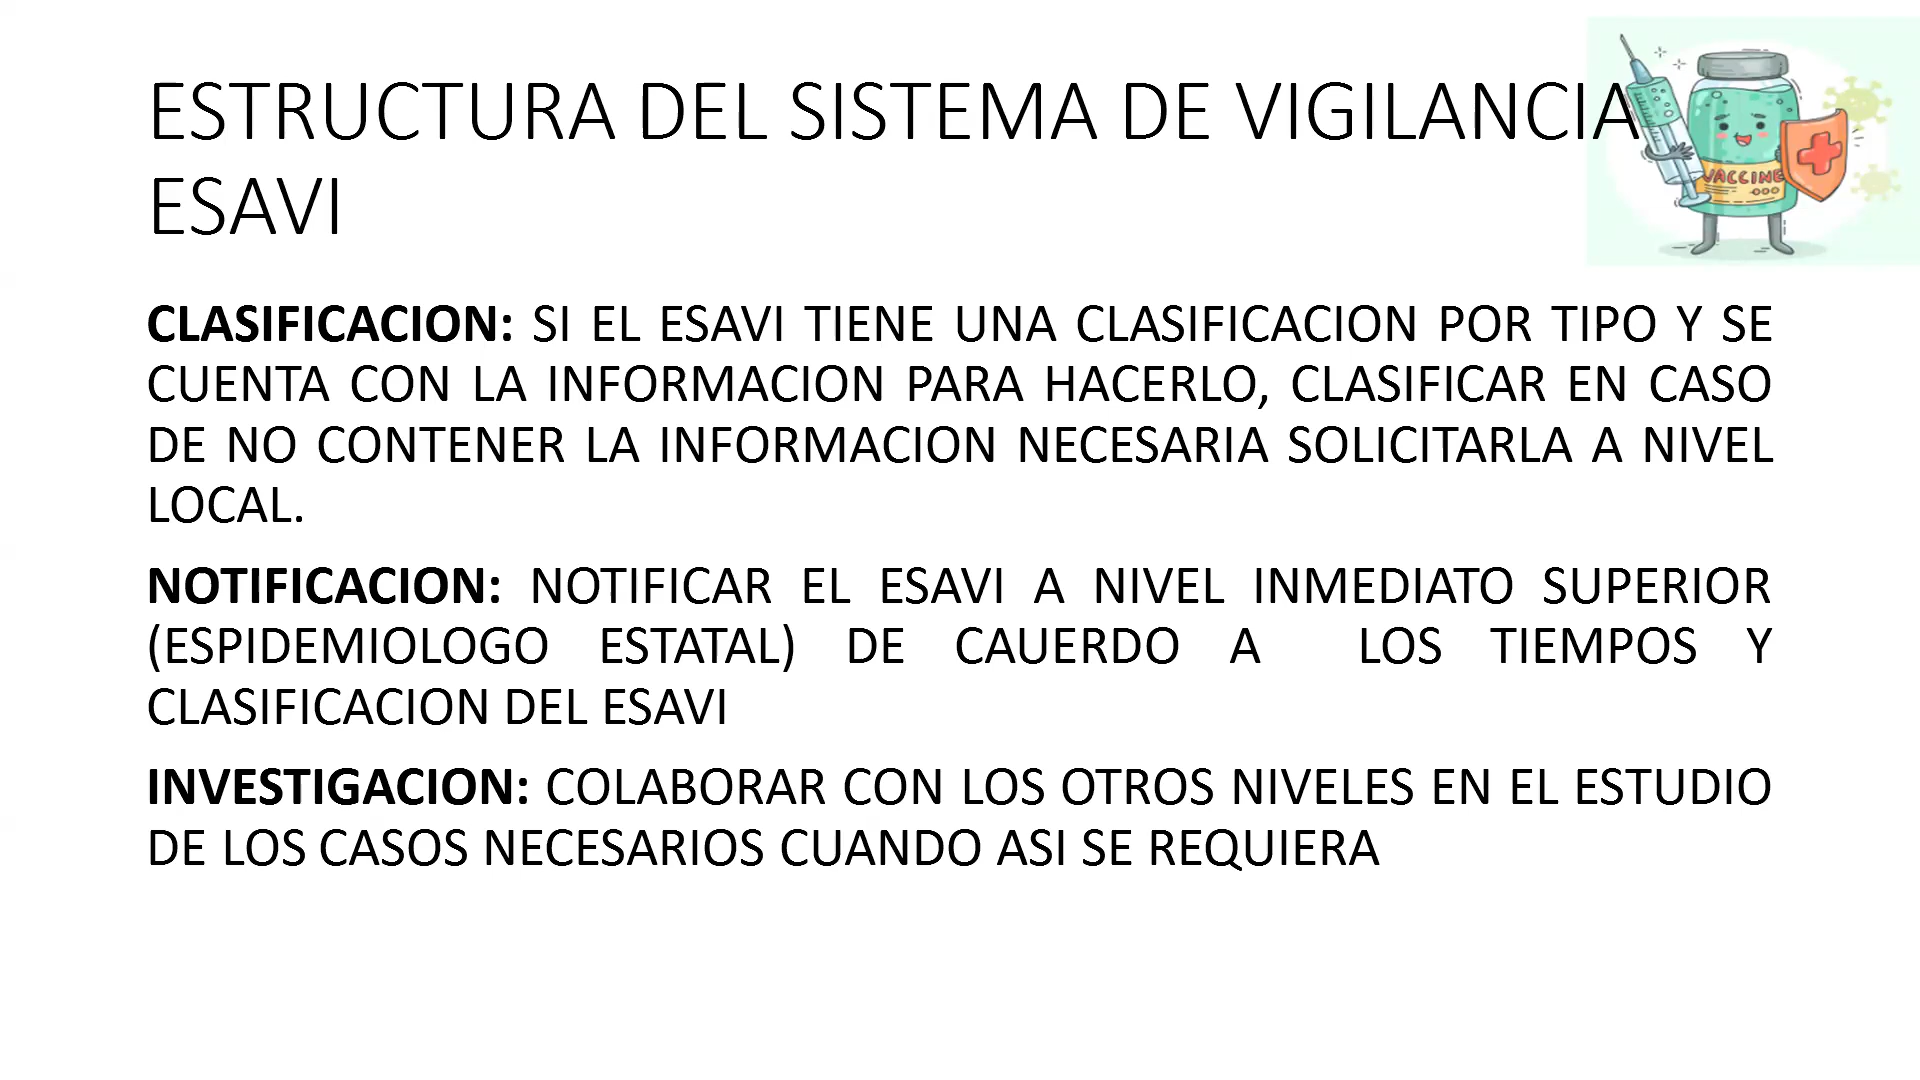 ESTRUCTURA DEL SISTEMA DE VIGILANCIA
ESAVI
VACCINE
CLASIFICACION: SI EL ESAVI TIENE UNA CLASIFICACION POR TIPO Y SE
CUENTA CON LA INFORMACION PARA HACERLO, CLASIFICAR EN CASO
DE NO CONTENER LA INFORMACION NECESARIA SOLICITARLA A NIVEL
LOCAL.
NOTIFICACION: NOTIFICAR EL ESAVI A NIVEL INMEDIATO SUPERIOR
(ESPIDEMIOLOGO ESTATAL) DE CAUERDO A LOS TIEMPOS Y
CLASIFICACION DEL ESAVI
INVESTIGACION: COLABORAR CON LOS OTROS NIVELES EN EL ESTUDIO
DE LOS CASOS NECESARIOS CUANDO ASI SE REQUIERA